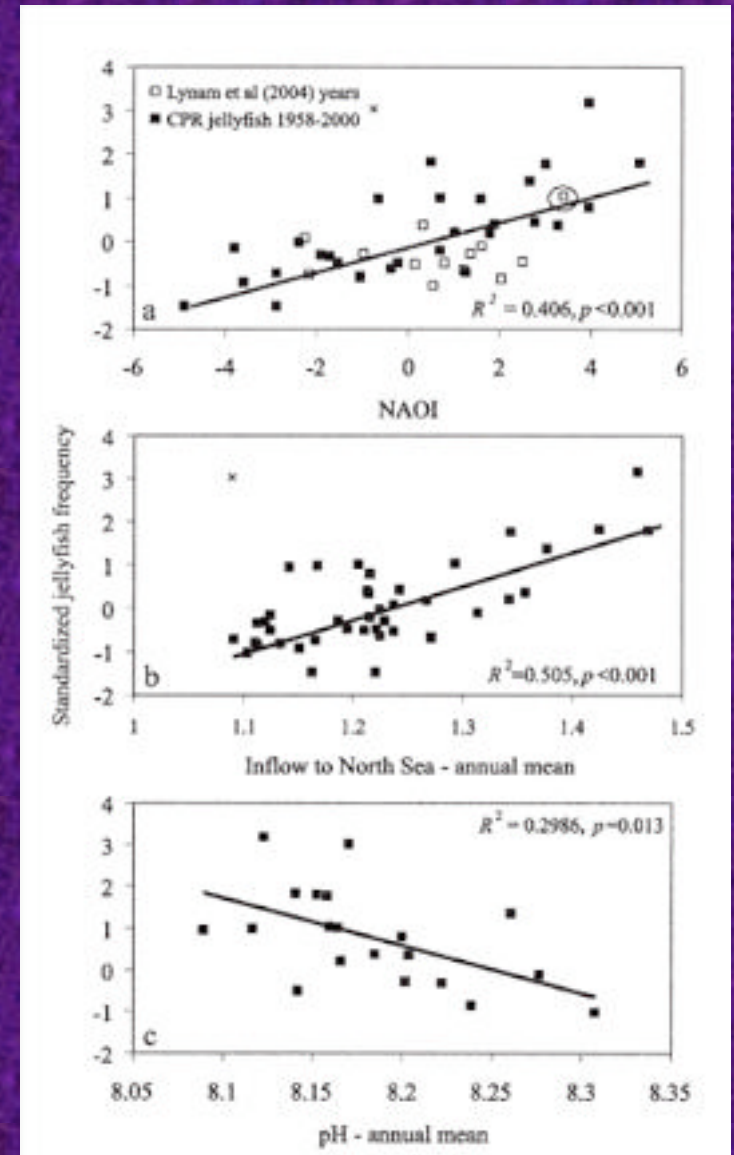 4
3
2
1
0
-1
-2
□ Lynam et al (2004) years
■ CPR jellyfish 1958-2000
×
a
R² = 0.406, p <0.001
-6 -4 -2 0 2 4 6
NAOI
Standardized jellyfish frequency
4
3
2
1
0
-1
-2
×
b
R²=0.505, p <0.001
1 1.1 1.2 1.3 1.4 1.5
Inflow to North Sea - annual mean
4
3
2
1
0
-1
-2
R² = 0.2986, p=0.013
c
8.05 8.1 8.15 8.2 8.25 8.3 8.35
pH - annual mean